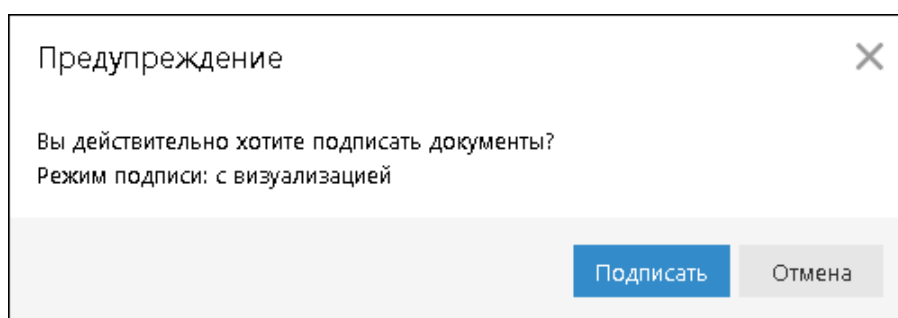 Предупреждение
Вы действительно хотите подписать документы?
Режим подписи: с визуализацией
Подписать Отмена